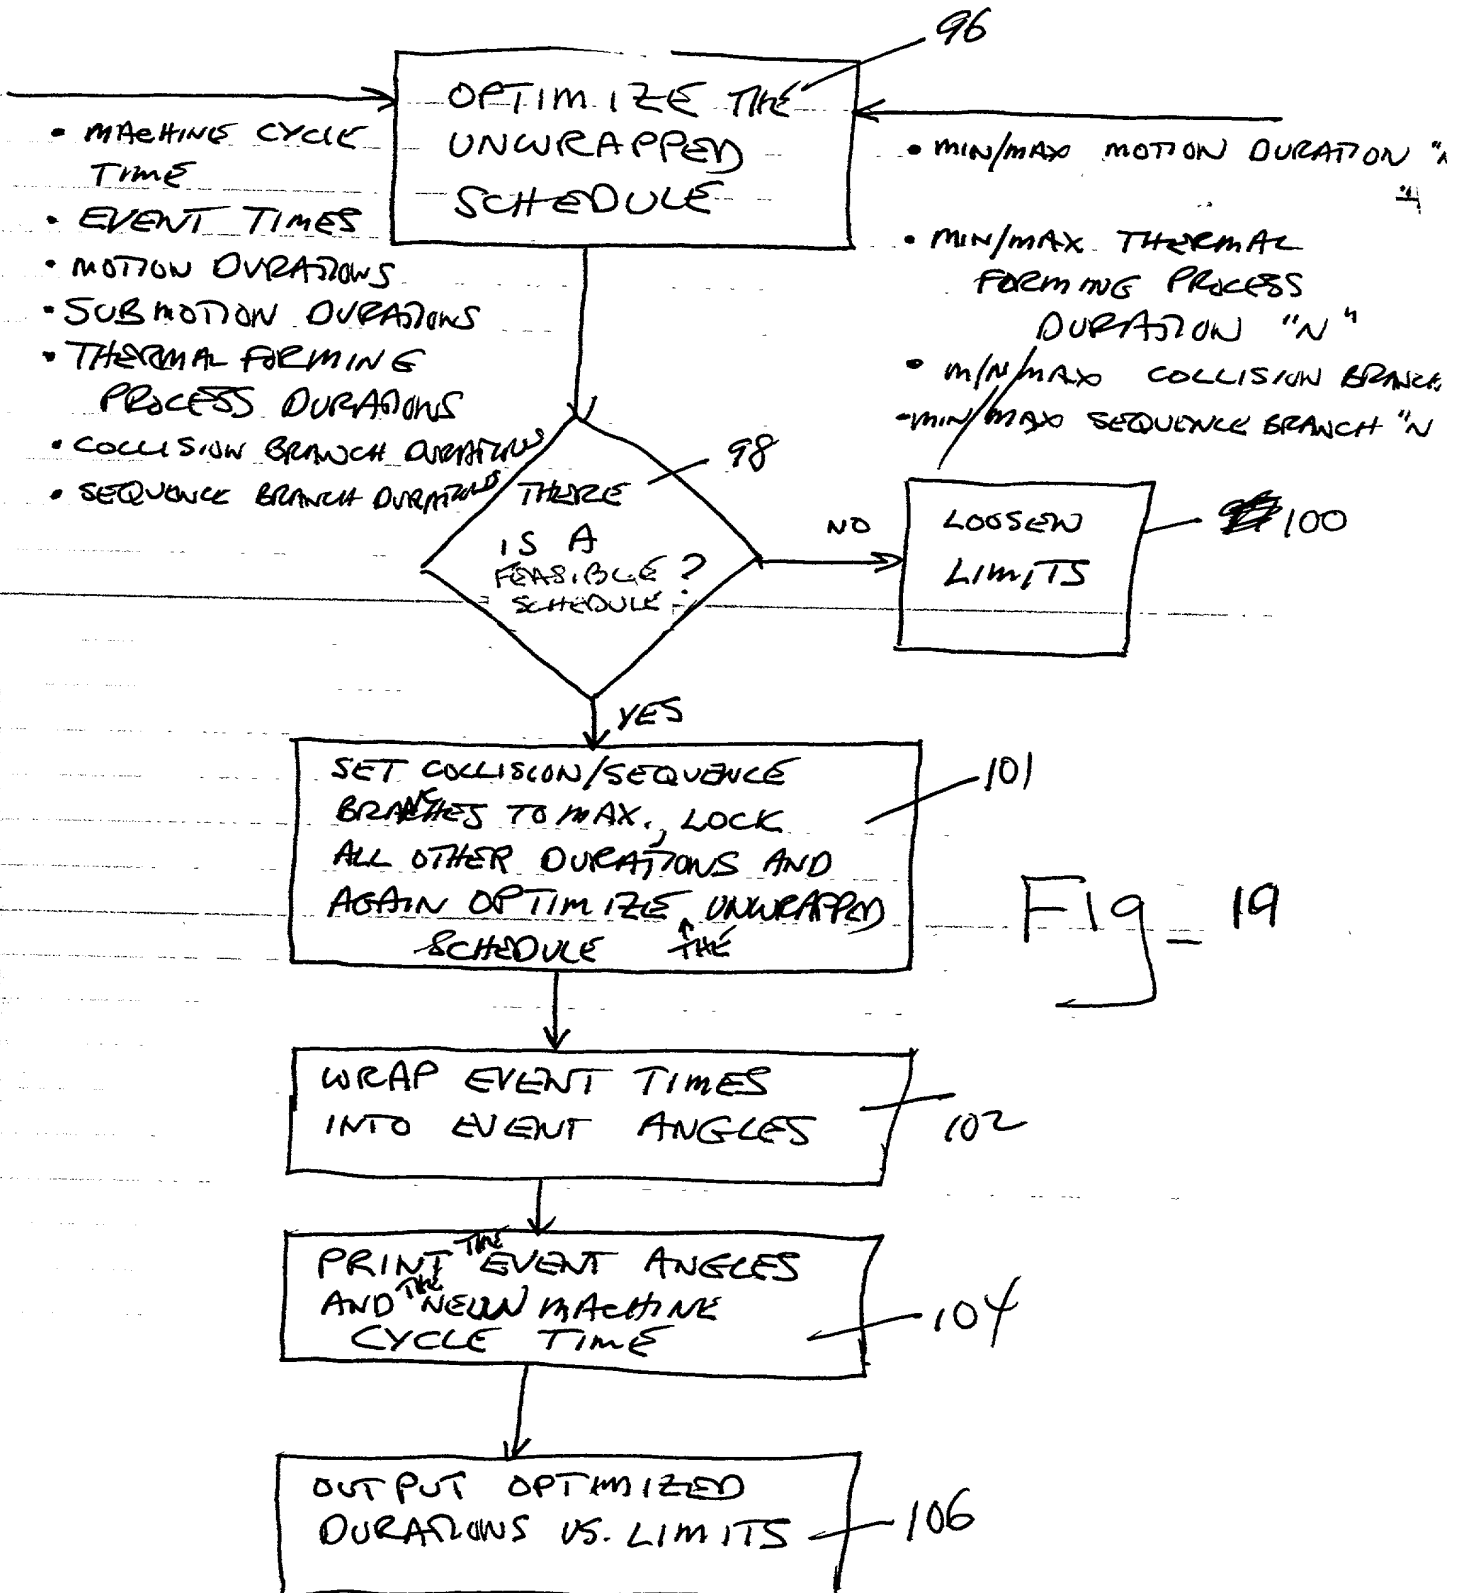 96
OPTIMIZE THE
UNWRAPPED
SCHEDULE
• MACHINE CYCLE
TIME
• EVENT TIMES
• MOTION DURATIONS
• SUBMOTION DURATIONS
• THERMAL FORMING
PROCESS DURATIONS
• COLLISION BRANCH DURATIONS
• SEQUENCE BRANCH DURATIONS
• MIN/MAX MOTION DURATION "N
• MIN/MAX THERMAL
FORMING PROCESS
DURATION "N"
• MIN/MAX COLLISION BRANCH
• MIN/MAX SEQUENCE BRANCH "N
98
THERE
IS A
FEASIBLE ?
SCHEDULE
NO
LOOSEN
LIMITS
100
YES
SET COLLISION/SEQUENCE
BRANCHES TO MAX., LOCK
ALL OTHER DURATIONS AND
AGAIN OPTIMIZE THE UNWRAPPED
SCHEDULE
101
Fig_ 19
WRAP EVENT TIMES
INTO EVENT ANGLES
102
PRINT THE EVENT ANGLES
AND THE NEW MACHINE
CYCLE TIME
104
OUTPUT OPTIMIZED
DURATIONS VS. LIMITS
106